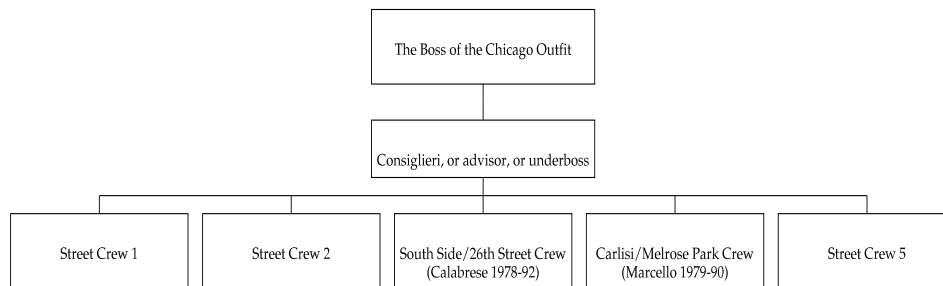 The Boss of the Chicago Outfit
Consiglieri, or advisor, or underboss
Street Crew 1
Street Crew 2
South Side/26th Street Crew
(Calabrese 1978-92)
Carlisi/Melrose Park Crew
(Marcello 1979-90)
Street Crew 5